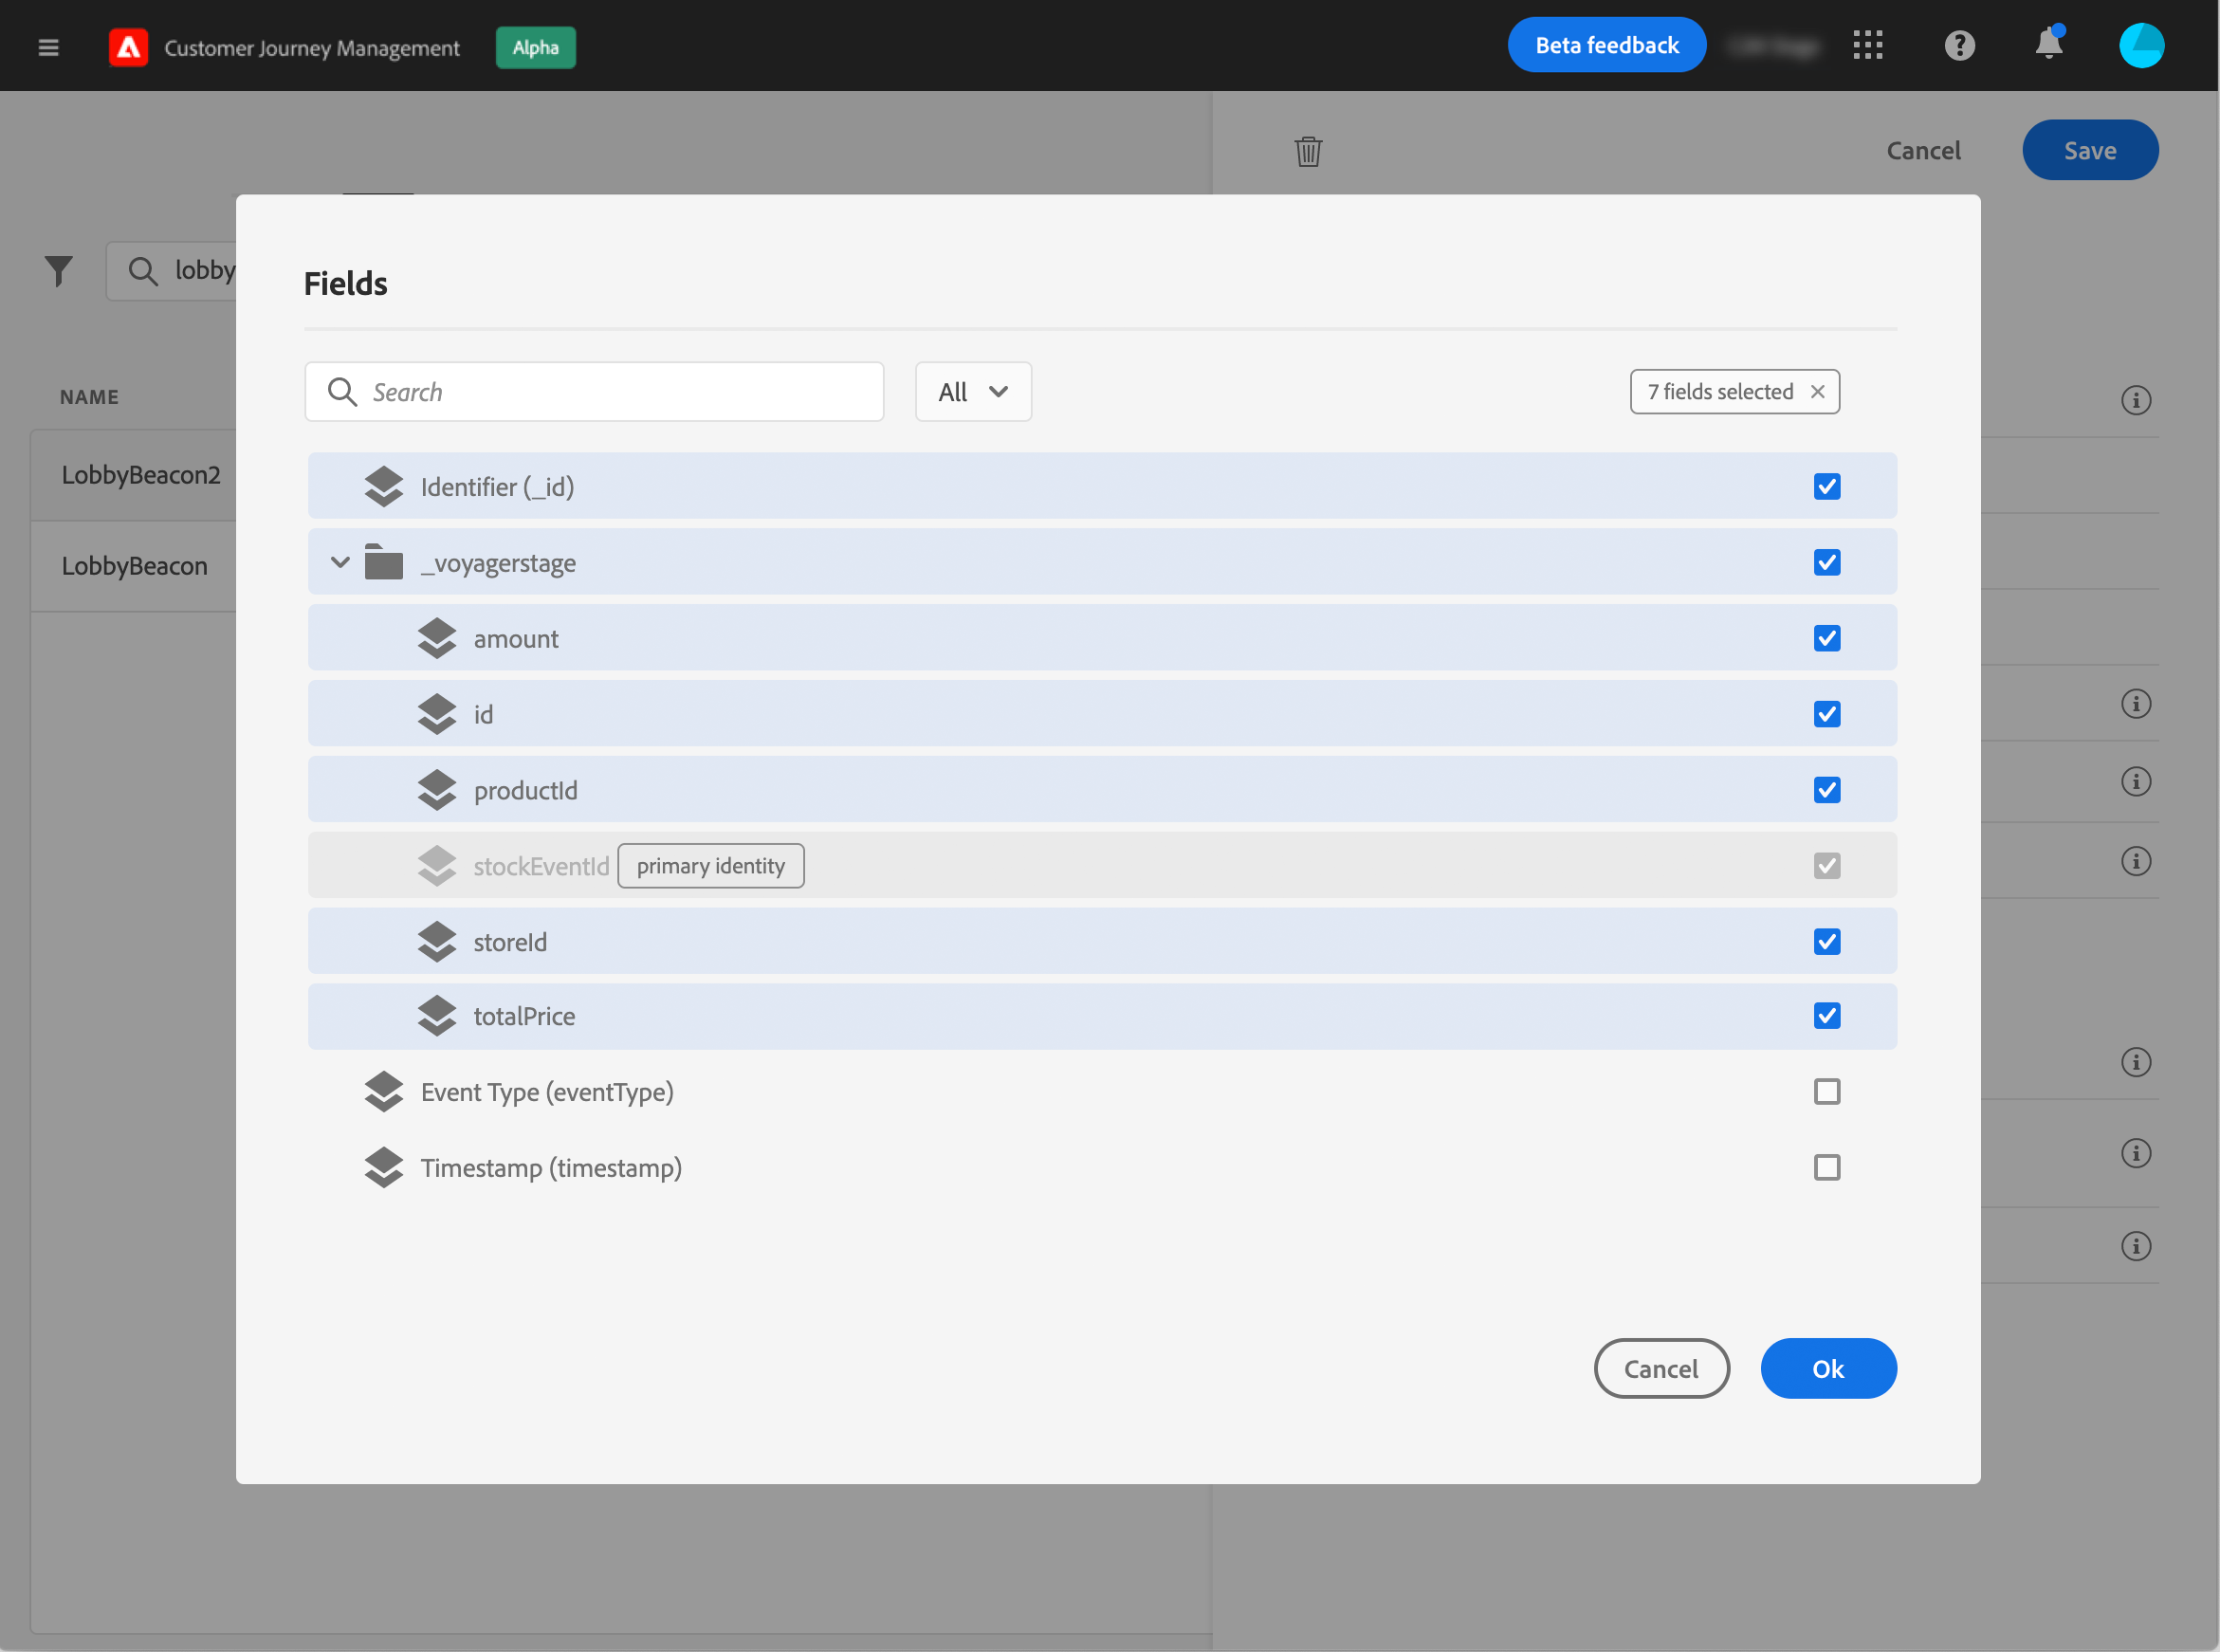 Customer Journey Management Alpha Beta feedback
Cancel Save
lobby
NAME
LobbyBeacon2
LobbyBeacon
Fields
Search All 7 fields selected
Identifier (_id)
_voyagerstage
amount
id
productId
stockEventId primary identity
storeId
totalPrice
Event Type (eventType)
Timestamp (timestamp)
Cancel Ok